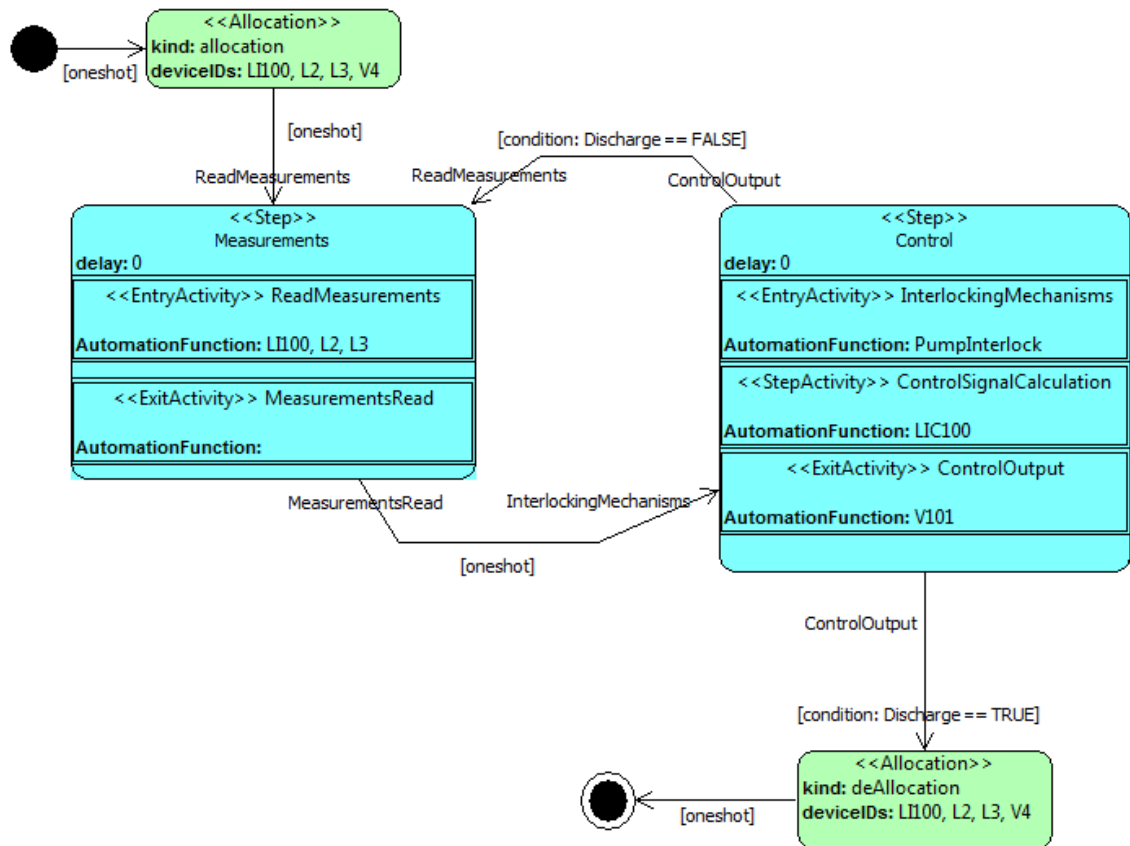 <<Allocation>>
kind: allocation
deviceIDs: LI100, L2, L3, V4
[oneshot]
[oneshot]
[condition: Discharge == FALSE]
ReadMeasurements
ReadMeasurements
ControlOutput
<<Step>>
Measurements
delay: 0
<<EntryActivity>> ReadMeasurements
AutomationFunction: LI100, L2, L3
<<ExitActivity>> MeasurementsRead
AutomationFunction:
<<Step>>
Control
delay: 0
<<EntryActivity>> InterlockingMechanisms
AutomationFunction: PumpInterlock
<<StepActivity>> ControlSignalCalculation
AutomationFunction: LIC100
<<ExitActivity>> ControlOutput
AutomationFunction: V101
MeasurementsRead
InterlockingMechanisms
[oneshot]
ControlOutput
[condition: Discharge == TRUE]
<<Allocation>>
kind: deAllocation
deviceIDs: LI100, L2, L3, V4
[oneshot]